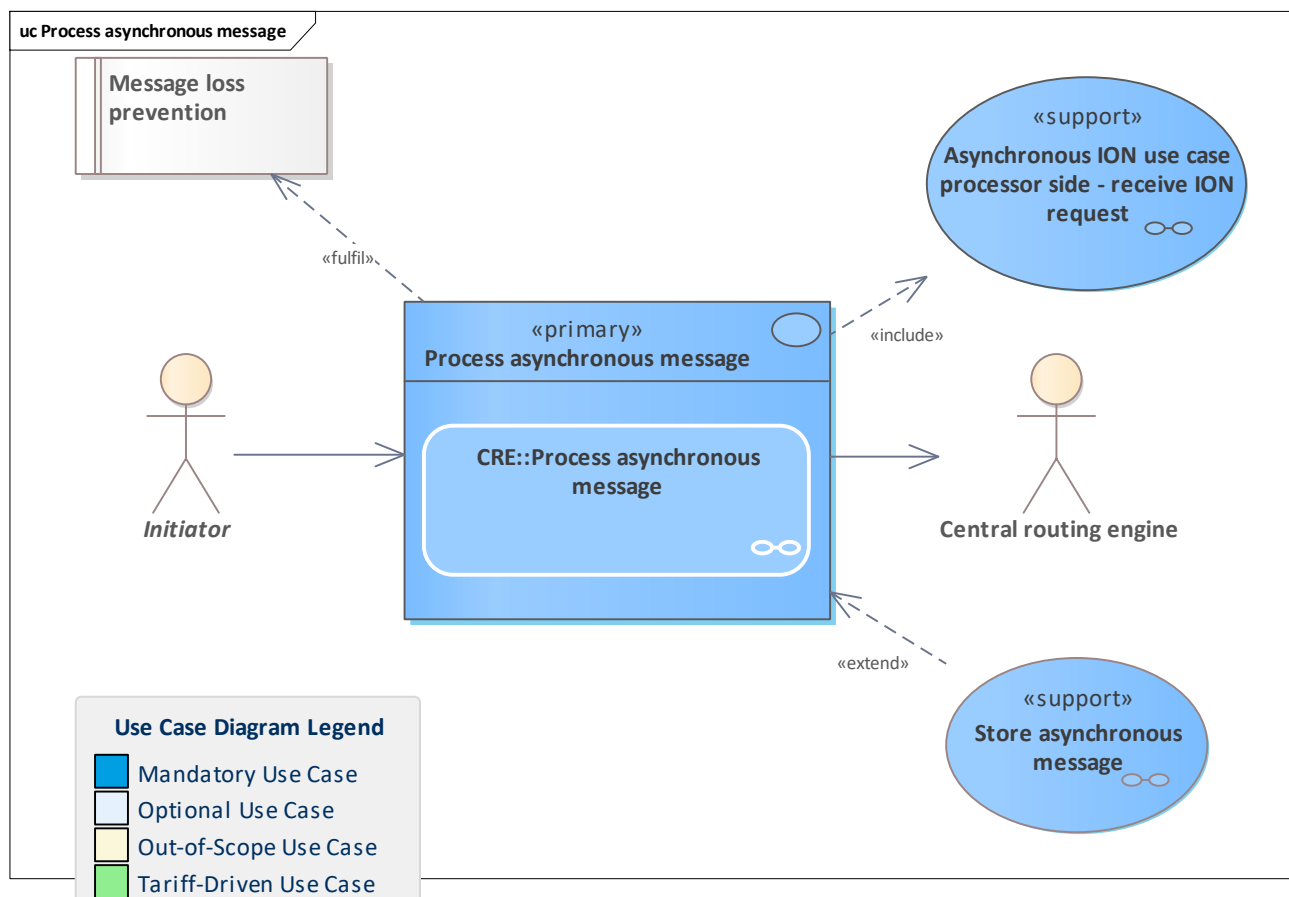 uc Process asynchronous message
Message loss
prevention
«support»
Asynchronous ION use case
processor side - receive ION
request
«fulfil»
«primary»
Process asynchronous message
«include»
CRE::Process asynchronous
message
Initiator
Central routing engine
«extend»
«support»
Store asynchronous
message
Use Case Diagram Legend
Mandatory Use Case
Optional Use Case
Out-of-Scope Use Case
Tariff-Driven Use Case